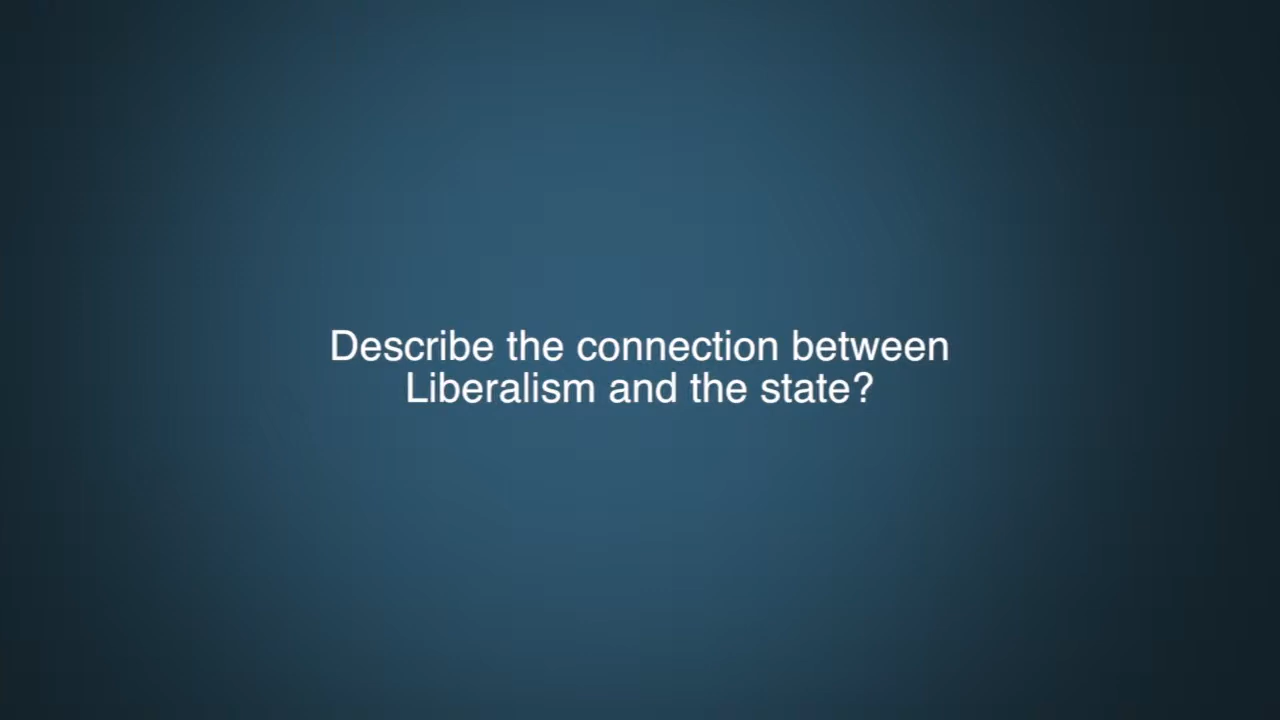 Describe the connection between
Liberalism and the state?